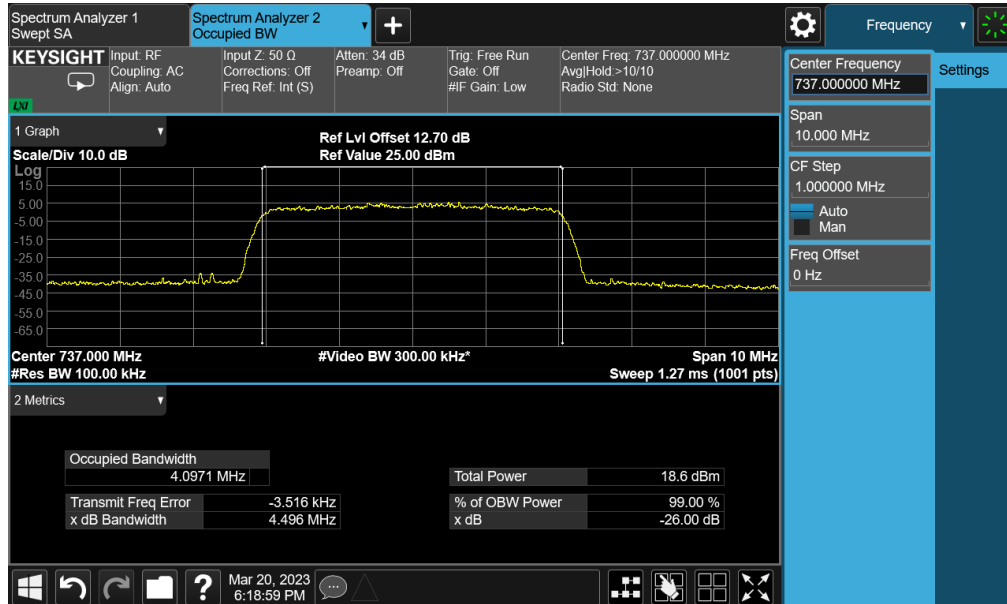 Spectrum Analyzer 1
Swept SA
Spectrum Analyzer 2
Occupied BW
Frequency
KEYSIGHT
LXI
Input: RF
Coupling: AC
Align: Auto
Input Z: 50 Ω
Corrections: Off
Freq Ref: Int (S)
Atten: 34 dB
Preamp: Off
Trig: Free Run
Gate: Off
#IF Gain: Low
Center Freq: 737.000000 MHz
Avg|Hold:>10/10
Radio Std: None
Center Frequency
737.000000 MHz
Settings
Span
10.000 MHz
CF Step
1.000000 MHz
Auto
Man
Freq Offset
0 Hz
1 Graph
Scale/Div 10.0 dB
Ref Lvl Offset 12.70 dB
Ref Value 25.00 dBm
Log
15.0
5.00
-5.00
-15.0
-25.0
-35.0
-45.0
-55.0
-65.0
Center 737.000 MHz
#Video BW 300.00 kHz*
Span 10 MHz
#Res BW 100.00 kHz
Sweep 1.27 ms (1001 pts)
2 Metrics
Occupied Bandwidth
4.0971 MHz
Total Power 18.6 dBm
Transmit Freq Error -3.516 kHz
% of OBW Power 99.00 %
x dB Bandwidth 4.496 MHz
x dB -26.00 dB
Mar 20, 2023
6:18:59 PM